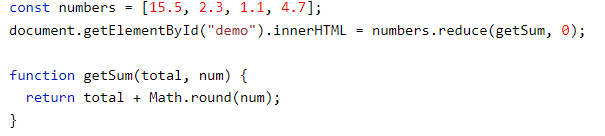 const numbers = [15.5, 2.3, 1.1, 4.7];
document.getElementById("demo").innerHTML = numbers.reduce(getSum, 0);

function getSum(total, num) {
  return total + Math.round(num);
}